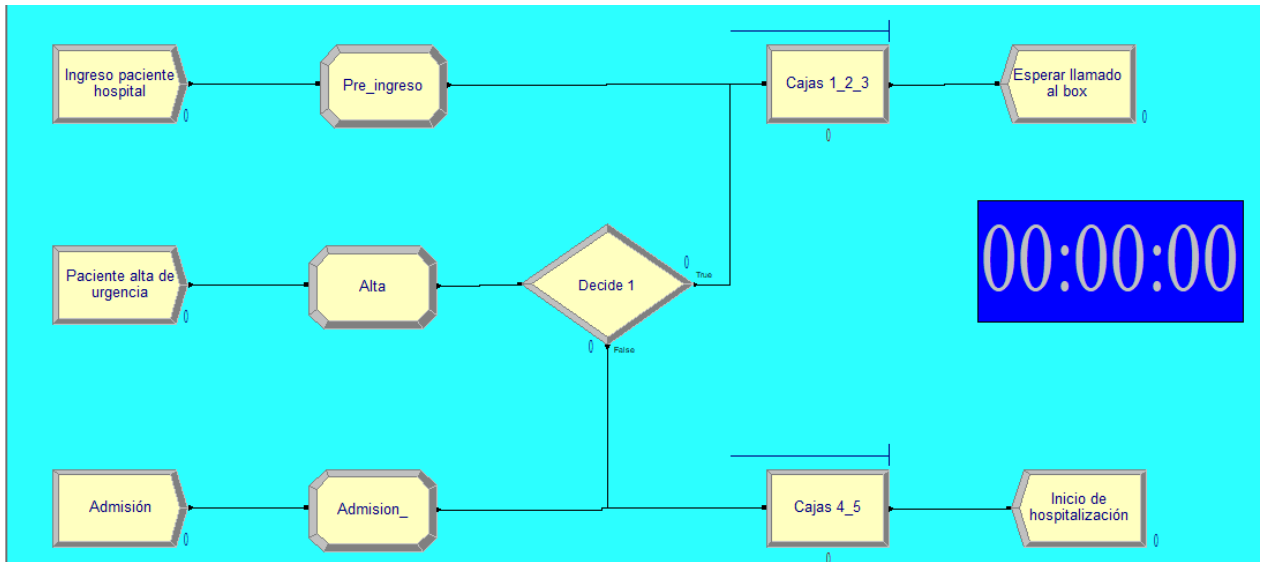 Ingreso paciente
hospital
0
Pre_ingreso
Cajas 1_2_3
0
Esperar llamado
al box
0
Paciente alta de
urgencia
0
Alta
Decide 1
0
True
0
False
00:00:00
Admisión
0
Admision_
Cajas 4_5
0
Inicio de
hospitalización
0